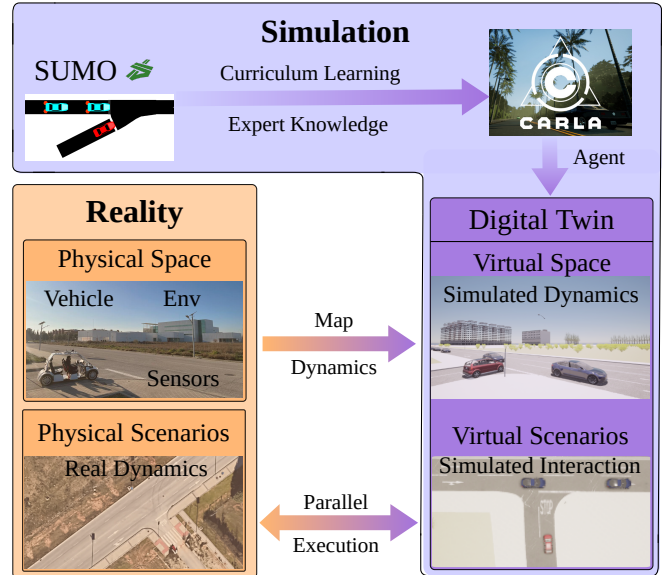 Simulation
SUMO
Curriculum Learning
Expert Knowledge
CARLA
Agent
Reality
Physical Space
Vehicle
Env
Sensors
Physical Scenarios
Real Dynamics
Map
Dynamics
Parallel
Execution
Digital Twin
Virtual Space
Simulated Dynamics
Virtual Scenarios
Simulated Interaction
STOP